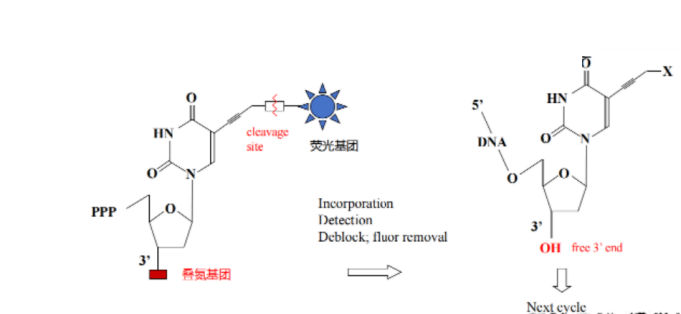 O
HN
O
N
cleavage
site
荧光基团
PPP
O
3'
叠氮基团
Incorporation
Detection
Deblock; fluor removal
O
X
HN
O
N
5'
DNA
O
O
3'
OH free 3' end
Next cycle